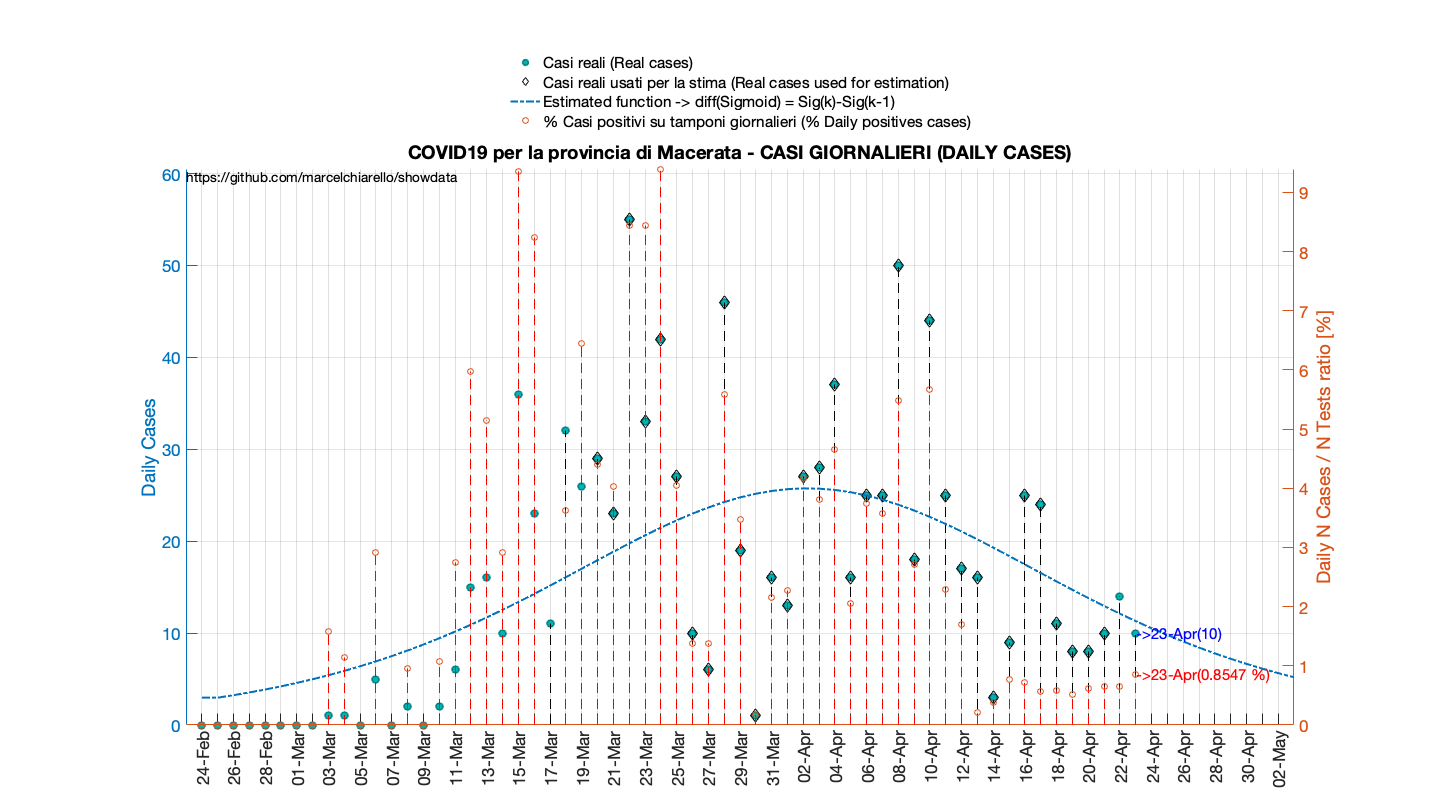 Casi reali (Real cases)
Casi reali usati per la stima (Real cases used for estimation)
Estimated function -> diff(Sigmoid) = Sig(k)-Sig(k-1)
% Casi positivi su tamponi giornalieri (% Daily positives cases)
COVID19 per la provincia di Macerata - CASI GIORNALIERI (DAILY CASES)
https://github.com/marcelchiarello/showdata
Daily Cases
60
50
40
30
20
10
0
9
8
7
6
5
4
3
2
1
0
Daily N Cases / N Tests ratio [%]
->23-Apr(10)
->23-Apr(0.8547 %)
24-Feb
26-Feb
28-Feb
01-Mar
03-Mar
05-Mar
07-Mar
09-Mar
11-Mar
13-Mar
15-Mar
17-Mar
19-Mar
21-Mar
23-Mar
25-Mar
27-Mar
29-Mar
31-Mar
02-Apr
04-Apr
06-Apr
08-Apr
10-Apr
12-Apr
14-Apr
16-Apr
18-Apr
20-Apr
22-Apr
24-Apr
26-Apr
28-Apr
30-Apr
02-May